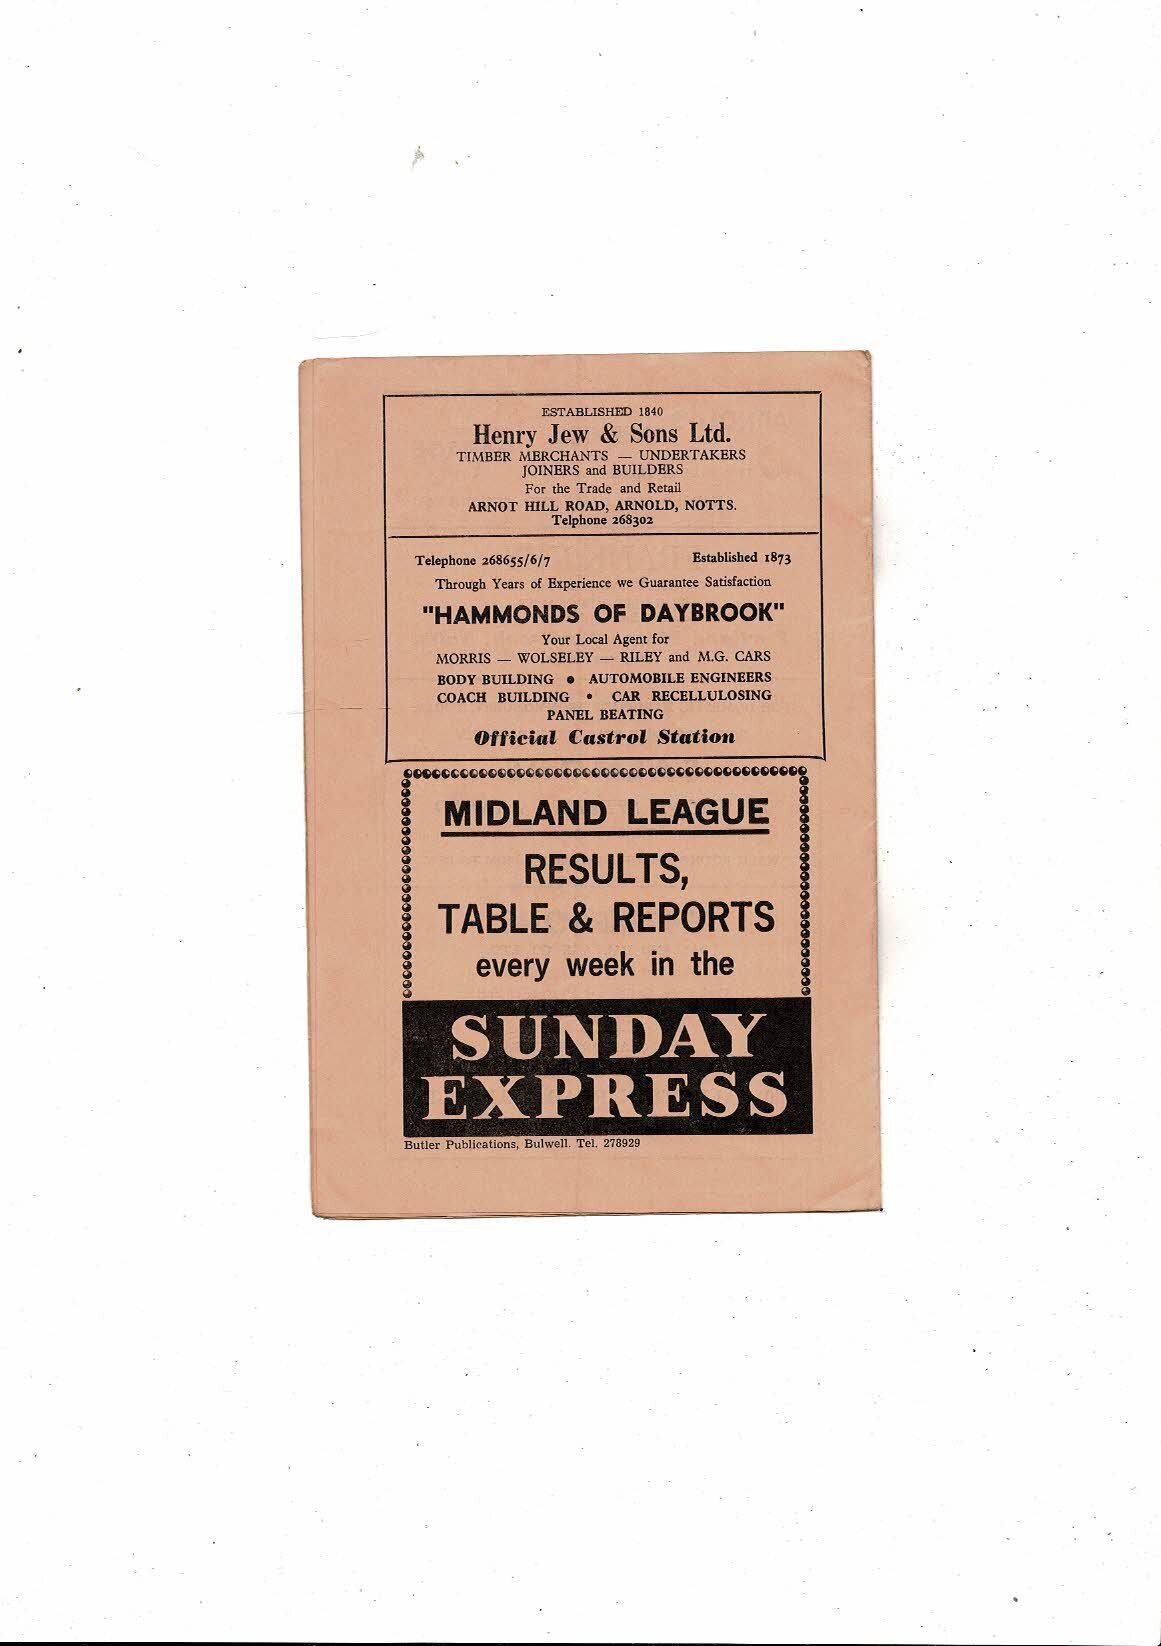 ESTABLISHED 1840
Henry Jew & Sons Ltd.
TIMBER MERCHANTS — UNDERTAKERS
JOINERS and BUILDERS
For the Trade and Retail
ARNOT HILL ROAD, ARNOLD, NOTTS.
Telphone 268302
Telephone 268655/6/7 Established 1873
Through Years of Experience we Guarantee Satisfaction
"HAMMONDS OF DAYBROOK"
Your Local Agent for
MORRIS — WOLSELEY — RILEY and M.G. CARS
BODY BUILDING • AUTOMOBILE ENGINEERS
COACH BUILDING • CAR RECELLULOSING
PANEL BEATING
Official Castrol Station
MIDLAND LEAGUE
RESULTS,
TABLE & REPORTS
every week in the
SUNDAY
EXPRESS
Butler Publications, Bulwell. Tel. 278929